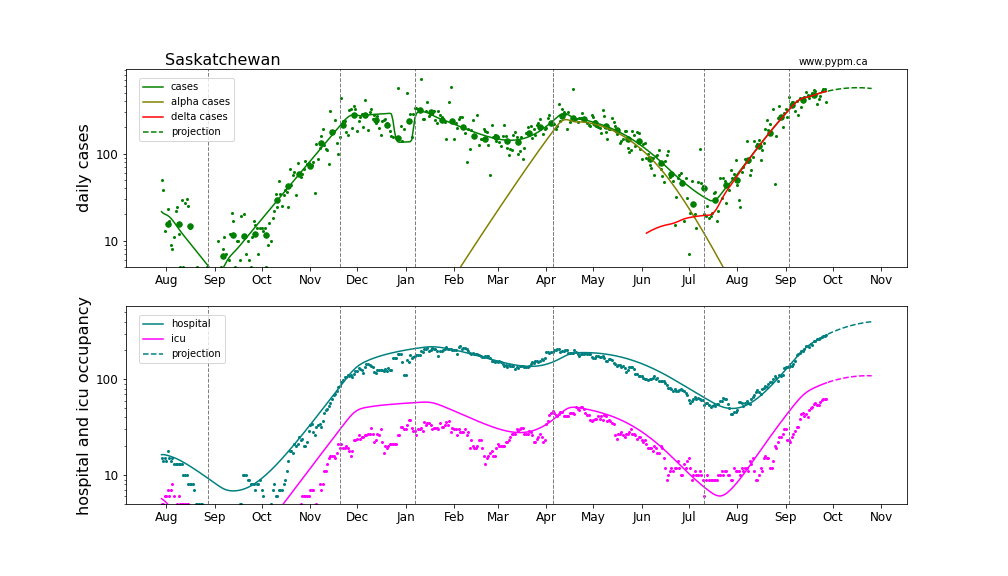 Saskatchewan
www.pypm.ca
daily cases
cases
alpha cases
delta cases
projection
100
10
Aug Sep Oct Nov Dec Jan Feb Mar Apr May Jun Jul Aug Sep Oct Nov
hospital and icu occupancy
hospital
icu
projection
100
10
Aug Sep Oct Nov Dec Jan Feb Mar Apr May Jun Jul Aug Sep Oct Nov